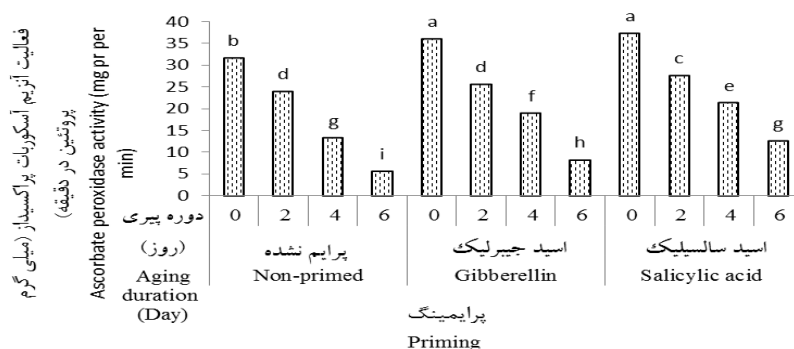 فعالیت آنزیم آسکوربات پراکسیداز (میلی گرم
پروتئین در دقیقه)
Ascorbate peroxidase activity (mg pr per
min)
40
35
30
25
20
15
10
5
0
b
d
g
i
a
d
f
h
a
c
e
g
دوره پیری 0 2 4 6 0 2 4 6 0 2 4 6
(روز) پرایم نشده اسید جیبرلیک اسید سالسیلیک
Aging Non-primed Gibberellin Salicylic acid
duration
(Day) پرایمینگ
Priming